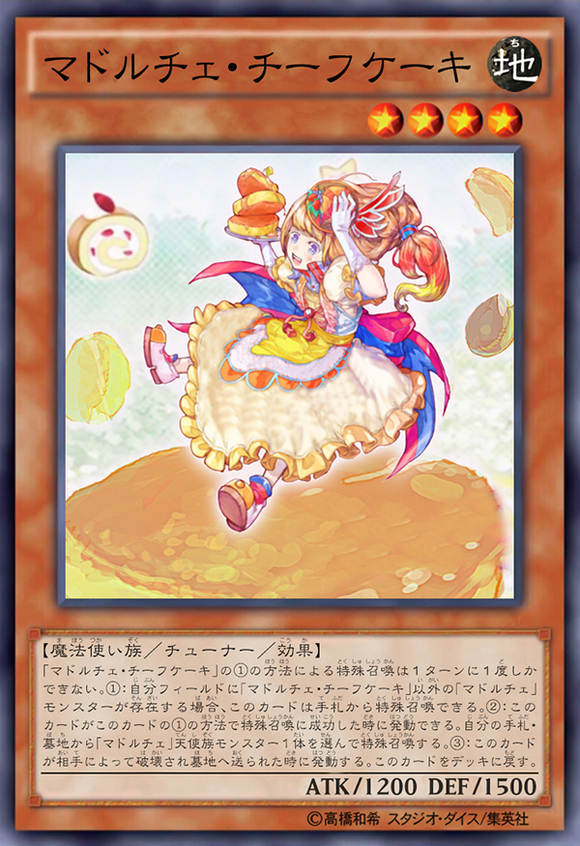 マドルチェ・チーフケーキ
地
【魔法使い族／チューナー／効果】
「マドルチェ・チーフケーキ」の①の方法による特殊召喚は1ターンに1度しか
できない。①：自分フィールドに「マドルチェ・チーフケーキ」以外の「マドルチェ」
モンスターが存在する場合、このカードは手札から特殊召喚できる。②：この
カードがこのカードの①の方法で特殊召喚に成功した時に発動できる。自分の手札・
墓地から「マドルチェ」天使族モンスター1体を選んで特殊召喚する。③：このカード
が相手によって破壊され墓地へ送られた時に発動する。このカードをデッキに戻す。
ATK/1200 DEF/1500
©高橋和希 スタジオ・ダイス/集英社